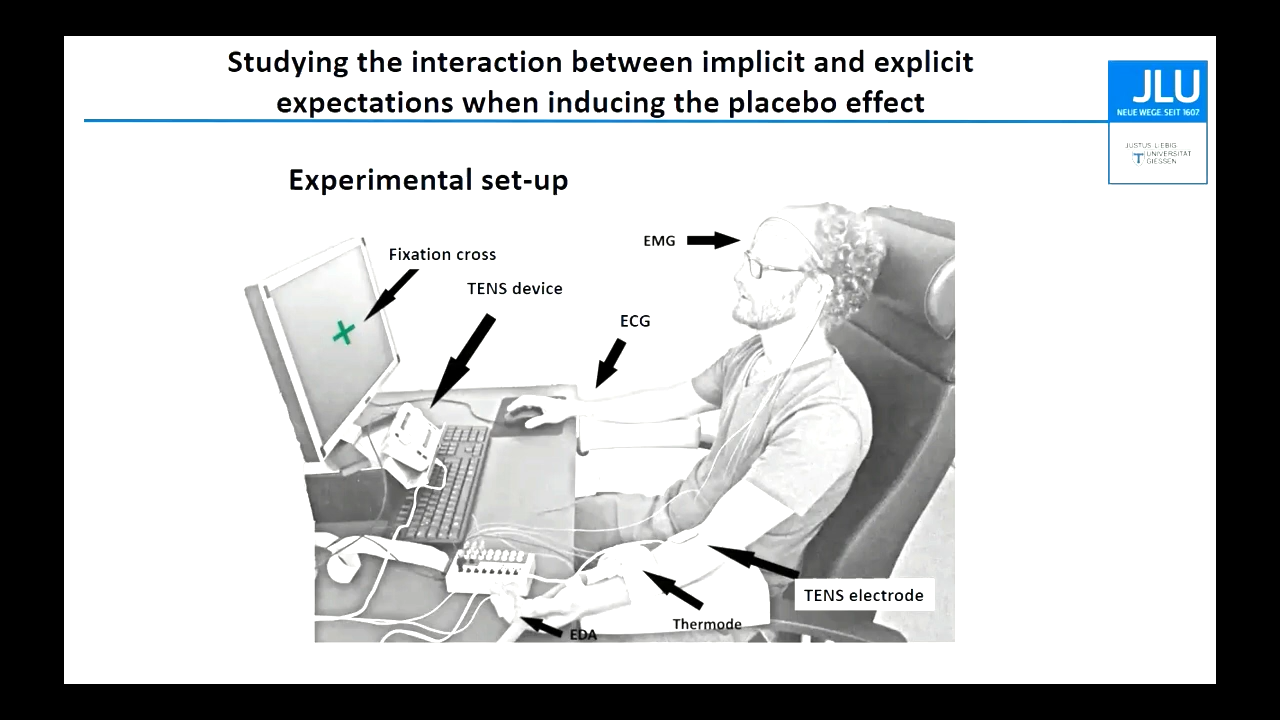 Studying the interaction between implicit and explicit
expectations when inducing the placebo effect
JLU
NEUE WEGE. SEIT 1607
JUSTUS LIEBIG
UNIVERSITÄT
GIESSEN
Experimental set-up
EMG
Fixation cross
TENS device
ECG
TENS electrode
Thermode
EDA